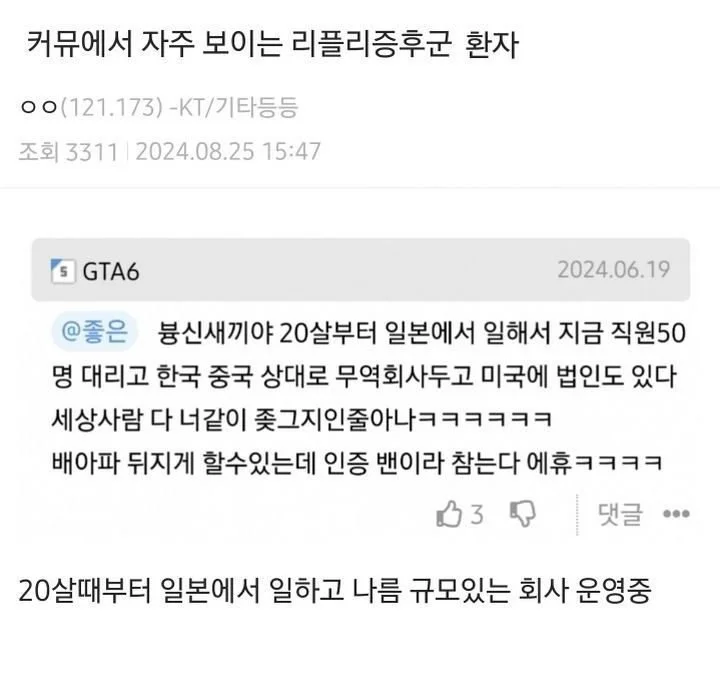 커뮤에서 자주 보이는 리플리증후군 환자
ㅇㅇ(121.173) -KT/기타등등
조회 3311 | 2024.08.25 15:47
5 GTA6 2024.06.19
@좋은 븅신새끼야 20살부터 일본에서 일해서 지금 직원50
명 대리고 한국 중국 상대로 무역회사두고 미국에 법인도 있다
세상사람 다 너같이 좆그지인줄아나ㅋㅋㅋㅋㅋㅋ
배아파 뒤지게 할수있는데 인증 밴이라 참는다 에휴ㅋㅋㅋㅋ
3 댓글 •••
20살때부터 일본에서 일하고 나름 규모있는 회사 운영중